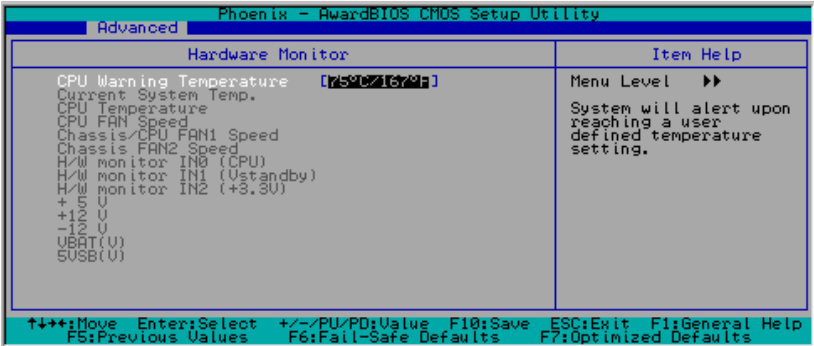 Phoenix - AwardBIOS CMOS Setup Utility
Advanced
Hardware Monitor
Item Help
CPU Warning Temperature [75°C/167°F]
Current System Temp.
CPU Temperature
CPU FAN Speed
Chassis/CPU FAN1 Speed
Chassis FAN2 Speed
H/W monitor IN0 (CPU)
H/W monitor IN1 (Vstandby)
H/W monitor IN2 (+3.3V)
+ 5 V
+12 V
-12 V
VBAT(V)
5VSB(V)
Menu Level ►►
System will alert upon
reaching a user
defined temperature
setting.
↑↓→←:Move Enter:Select +/-/PU/PD:Value F10:Save ESC:Exit F1:General Help
F5:Previous Values F6:Fail-Safe Defaults F7:Optimized Defaults